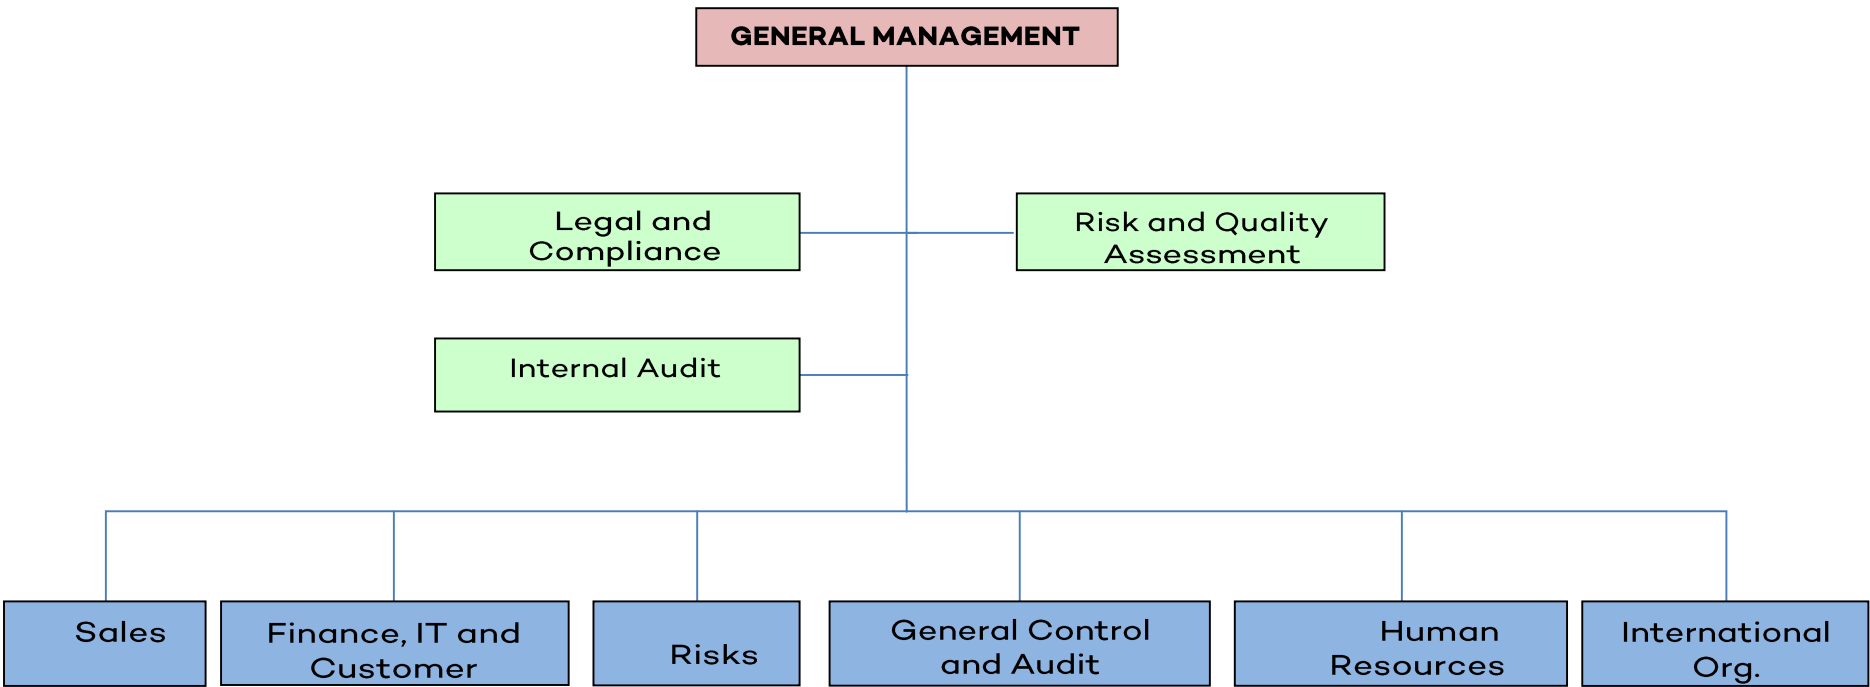 GENERAL MANAGEMENT
Legal and
Compliance
Risk and Quality
Assessment
Internal Audit
Sales
Finance, IT and
Customer
Risks
General Control
and Audit
Human
Resources
International
Org.